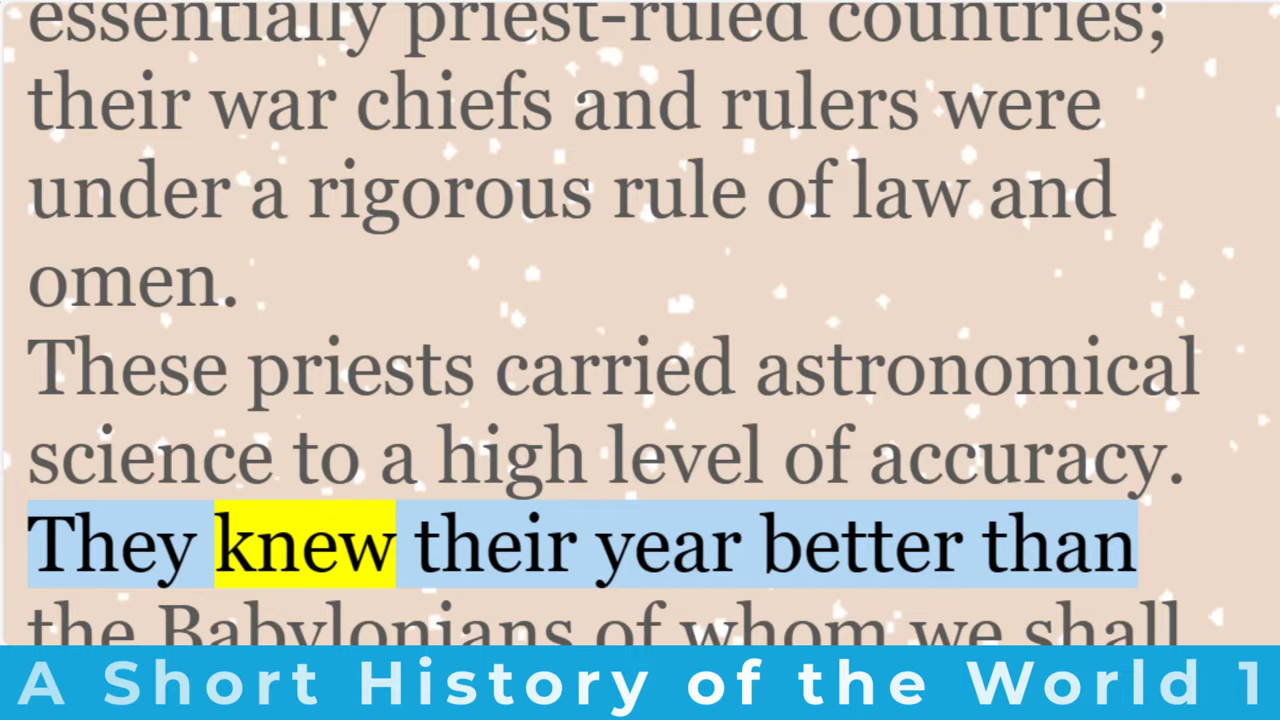 essentially priest-ruled countries;
their war chiefs and rulers were
under a rigorous rule of law and
omen.
These priests carried astronomical
science to a high level of accuracy.
They knew their year better than
the Babylonians of whom we shall
A Short History of the World 1